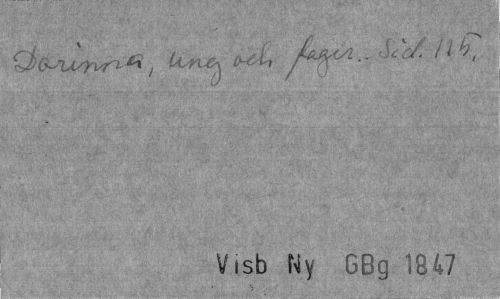 Dorinna, ung och fager.. Sid. 115.
Visb Ny GBg 1847